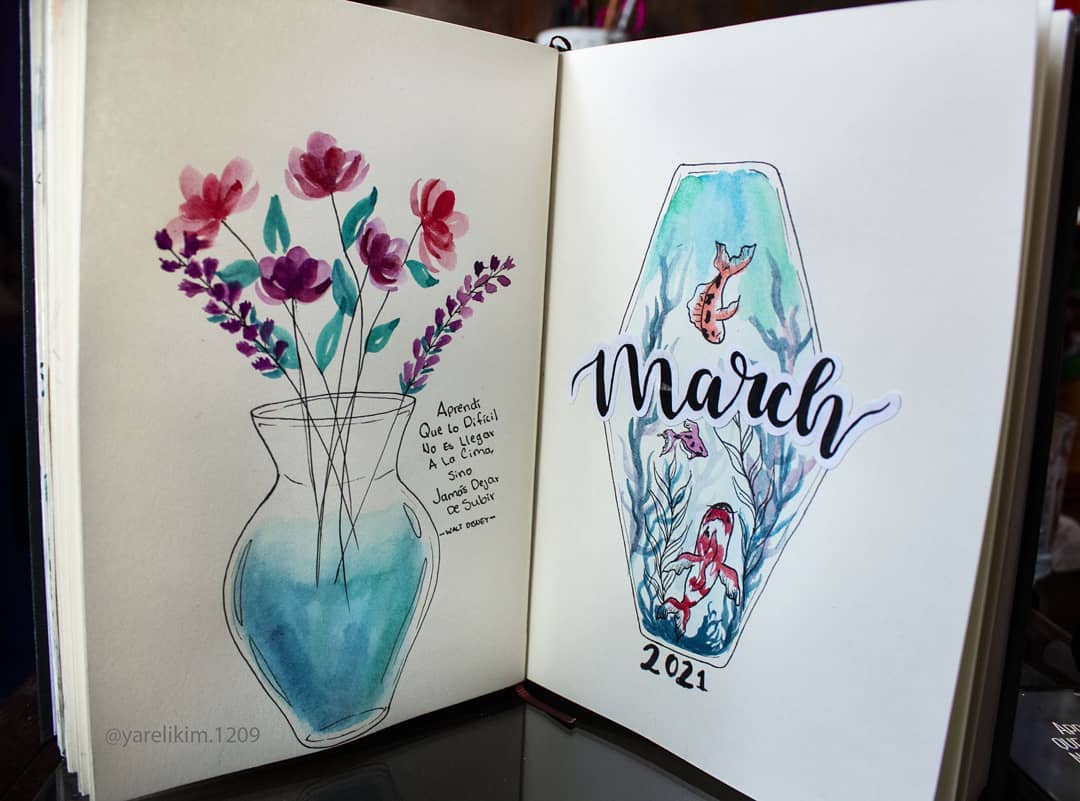 Aprendí
Que Lo Difícil
No Es Llegar
A La Cima,
Sino
Jamás Dejar
De Subir
-WALT DISNEY-
March
2021
@yarelikim.1209